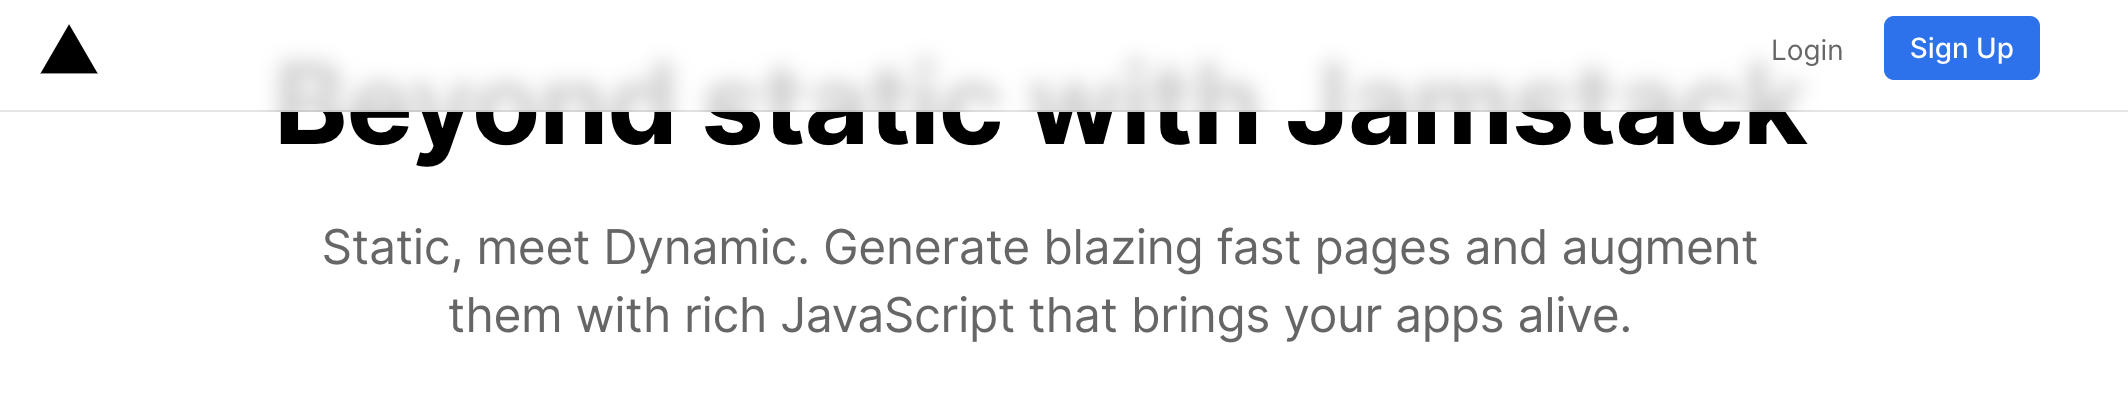 Login
Sign Up
Beyond static with Jamstack
Static, meet Dynamic. Generate blazing fast pages and augment
them with rich JavaScript that brings your apps alive.